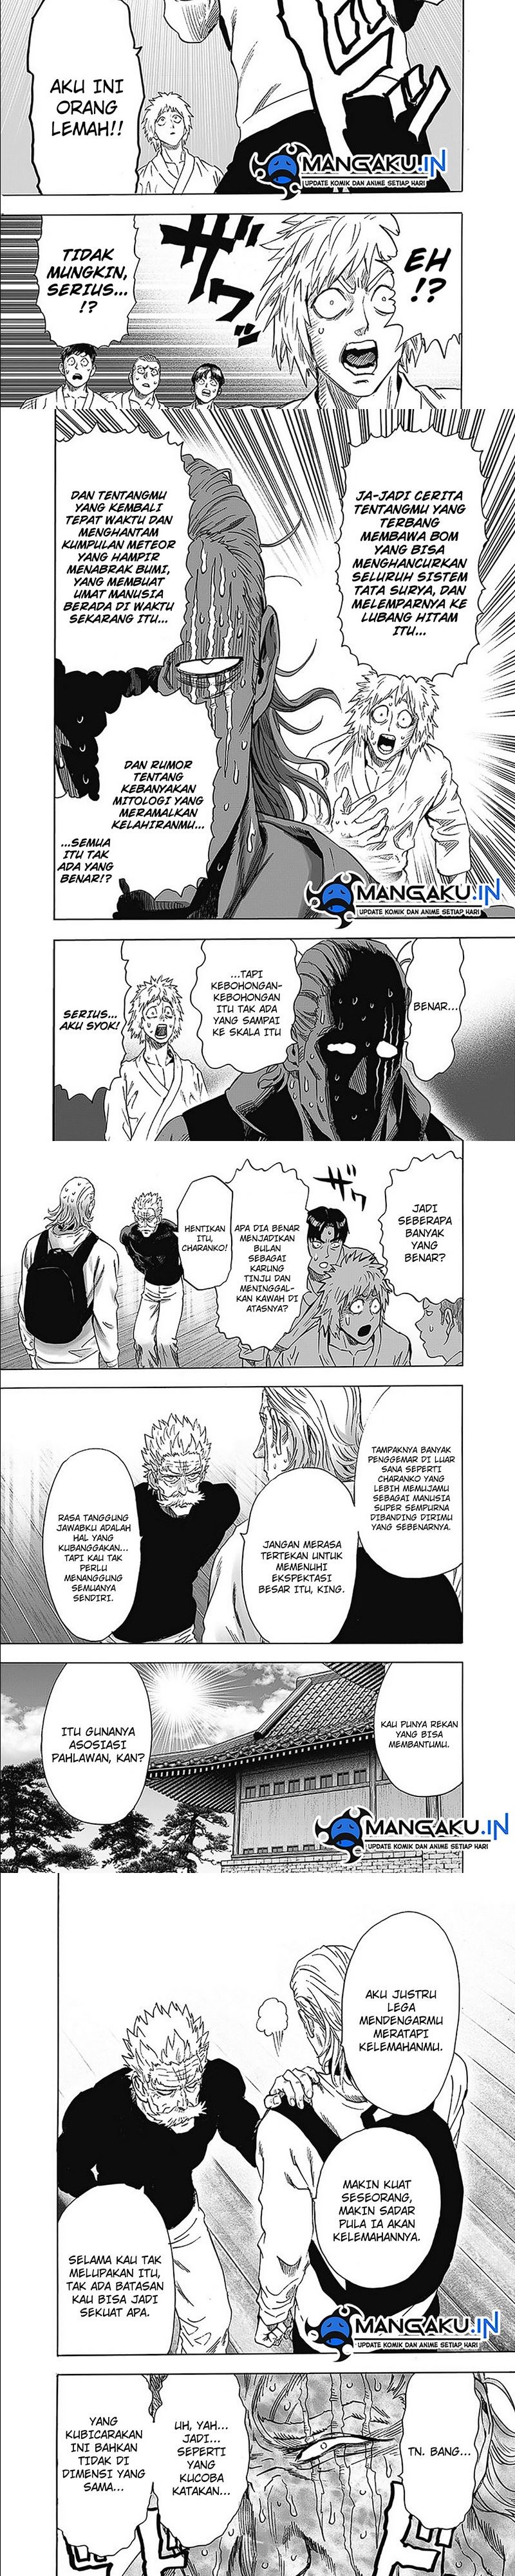 AKU INI
ORANG
LEMAH!!
MANGAKU.IN
UPDATE KOMIK DAN ANIME SETIAP HARI
EH
!?
ザワッ
TIDAK
MUNGKIN,
SERIUS...
!?
JA-JADI CERITA
TENTANGMU YANG
TERBANG
MEMBAWA BOM
YANG BISA
MENGHANCURKAN
SELURUH SISTEM
TATA SURYA, DAN
MELEMPARNYA KE
LUBANG HITAM
ITU...
DAN TENTANGMU
YANG KEMBALI
TEPAT WAKTU DAN
MENGHANTAM
KUMPULAN METEOR
YANG HAMPIR
MENABRAK BUMI,
YANG MEMBUAT
UMAT MANUSIA
BERADA DI WAKTU
SEKARANG ITU...
DAN RUMOR
TENTANG
KEBANYAKAN
MITOLOGI YANG
MERAMALKAN
KELAHIRANMU...
...SEMUA
ITU TAK
ADA YANG
BENAR!?
MANGAKU.IN
UPDATE KOMIK DAN ANIME SETIAP HARI
BENAR...
...TAPI
KEBOHONGAN-
KEBOHONGAN
ITU TAK ADA
YANG SAMPAI
KE SKALA ITU
SERIUS...
AKU SYOK!
JADI
SEBERAPA
BANYAK
YANG
BENAR?
ザワッ
APA DIA BENAR
MENJADIKAN
BULAN
SEBAGAI
KARUNG
TINJU DAN
MENINGGAL-
KAN KAWAH DI
ATASNYA?
HENTIKAN
ITU,
CHARANKO!
TAMPAKNYA BANYAK
PENGGEMAR DI LUAR
SANA SEPERTI
CHARANKO YANG
LEBIH MEMUJAMU
SEBAGAI MANUSIA
SUPER SEMPURNA
DIBANDING DIRIMU
YANG SEBENARNYA.
JANGAN MERASA
TERTEKAN UNTUK
MEMENUHI
EKSPEKTASI
BESAR ITU, KING.
RASA TANGGUNG
JAWABKU ADALAH
HAL YANG
KUBANGGAKAN...
TAPI KAU TAK
PERLU
MENANGGUNG
SEMUANYA
SENDIRI.
KAU PUNYA REKAN
YANG BISA
MEMBANTUMU.
ITU GUNANYA
ASOSIASI
PAHLAWAN, KAN?
MANGAKU.IN
UPDATE KOMIK DAN ANIME SETIAP HARI
AKU JUSTRU
LEGA
MENDENGARMU
MERATAPI
KELEMAHANMU.
MAKIN KUAT
SESEORANG,
MAKIN SADAR
PULA IA AKAN
KELEMAHANNYA.
SELAMA KAU TAK
MELUPAKAN ITU,
TAK ADA BATASAN
KAU BISA JADI
SEKUAT APA.
MANGAKU.IN
UPDATE KOMIK DAN ANIME SETIAP HARI
TN. BANG...
UH, YAH...
JADI...
SEPERTI
YANG
KUCOBA
KATAKAN...
YANG
KUBICARAKAN
INI BAHKAN
TIDAK DI
DIMENSI YANG
SAMA...